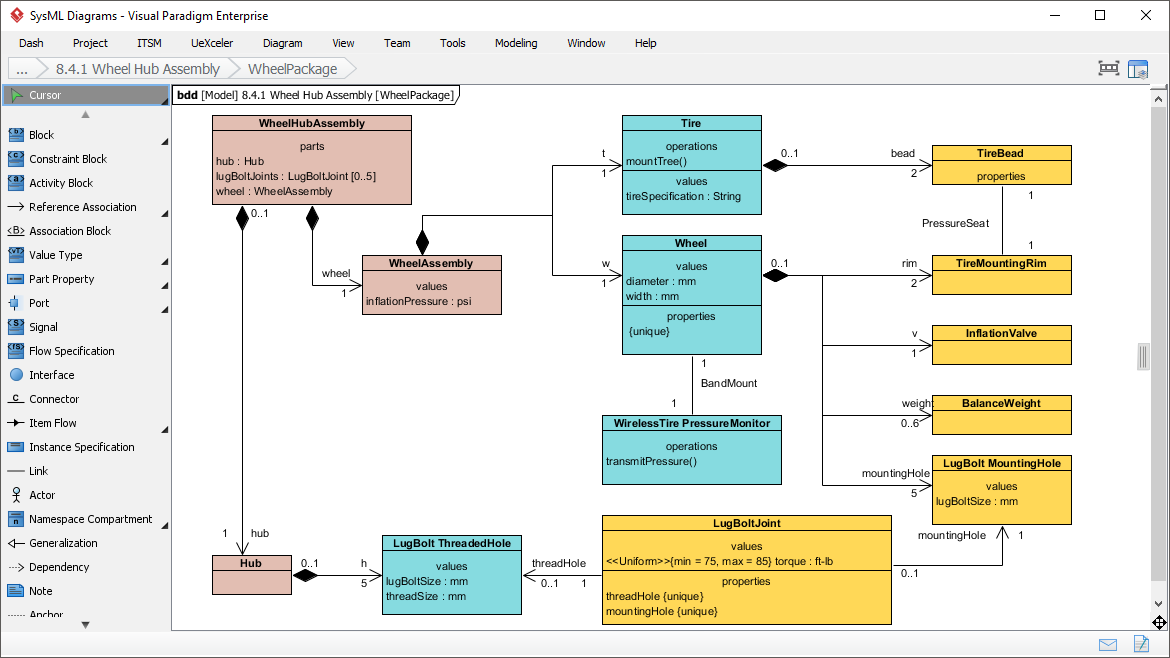 SysML Diagrams - Visual Paradigm Enterprise
Dash Project ITSM UeXceler Diagram View Team Tools Modeling Window Help
... 8.4.1 Wheel Hub Assembly WheelPackage
Cursor
Block
Constraint Block
Activity Block
Reference Association
Association Block
Value Type
Part Property
Port
Signal
Flow Specification
Interface
Connector
Item Flow
Instance Specification
Link
Actor
Namespace Compartment
Generalization
Dependency
Note
Anchor
bdd [Model] 8.4.1 Wheel Hub Assembly [WheelPackage]
WheelHubAssembly
parts
hub : Hub
lugBoltJoints : LugBoltJoint [0..5]
wheel : WheelAssembly
0..1
wheel
1
WheelAssembly
values
inflationPressure : psi
t
1
w
1
Tire
operations
mountTree()
values
tireSpecification : String
0..1
bead
2
TireBead
properties
1
PressureSeat
1
Wheel
values
diameter : mm
width : mm
properties
{unique}
0..1
rim
2
TireMountingRim
v
1
InflationValve
weight
0..6
BalanceWeight
mountingHole
5
LugBolt MountingHole
values
lugBoltSize : mm
1
BandMount
1
WirelessTire PressureMonitor
operations
transmitPressure()
1
hub
Hub
0..1
h
5
LugBolt ThreadedHole
values
lugBoltSize : mm
threadSize : mm
threadHole
0..1
1
LugBoltJoint
values
<<Uniform>>{min = 75, max = 85} torque : ft-lb
properties
threadHole {unique}
mountingHole {unique}
0..1
mountingHole
1